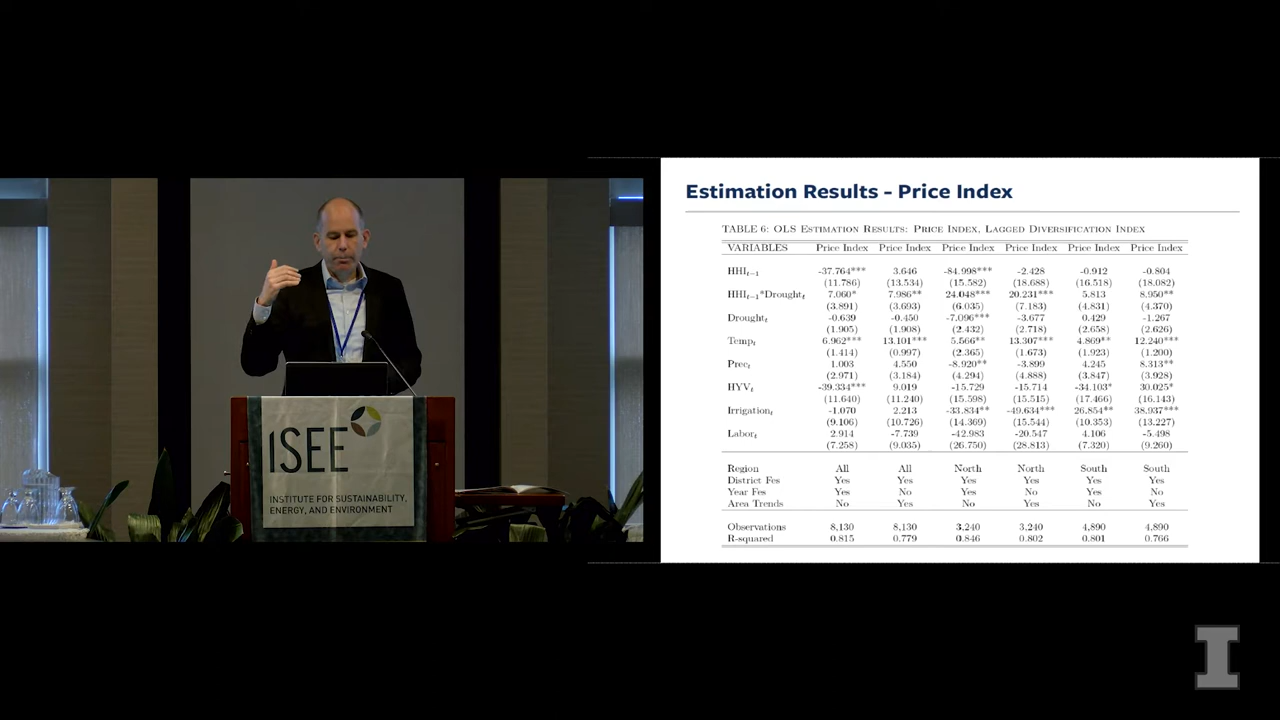 ISEE
INSTITUTE FOR SUSTAINABILITY,
ENERGY, AND ENVIRONMENT
Estimation Results - Price Index
TABLE 6: OLS ESTIMATION RESULTS: PRICE INDEX, LAGGED DIVERSIFICATION INDEX
VARIABLES Price Index Price Index Price Index Price Index Price Index Price Index
HHIt-1 -37.764*** 3.646 -84.998*** -2.428 -0.912 -0.804
(11.786) (13.534) (15.582) (18.688) (16.518) (18.082)
HHIt-1*Droughtt 7.060* 7.986** 24.048*** 20.231*** 5.813 8.950**
(3.891) (3.693) (6.035) (7.183) (4.831) (4.370)
Droughtt -0.639 -0.450 -7.096*** -3.677 0.429 -1.267
(1.905) (1.908) (2.432) (2.718) (2.658) (2.626)
Tempt 6.962*** 13.101*** 5.566** 13.307*** 4.869** 12.240***
(1.414) (0.997) (2.365) (1.673) (1.923) (1.200)
Prect 1.003 4.550 -8.920** -3.899 4.245 8.313**
(2.971) (3.184) (4.294) (4.888) (3.847) (3.928)
HYVt -39.334*** 9.019 -15.729 -15.714 -34.103* 30.025*
(11.640) (11.240) (15.598) (15.515) (17.466) (16.143)
Irrigationt -1.070 2.213 -33.834** -49.634*** 26.854** 38.937***
(9.106) (10.726) (14.369) (15.544) (10.353) (13.227)
Labort 2.914 -7.739 -42.983 -20.547 4.106 -5.498
(7.258) (9.035) (26.750) (28.813) (7.320) (9.260)
Region All All North North South South
District Fes Yes Yes Yes Yes Yes Yes
Year Fes Yes No Yes No Yes No
Area Trends No Yes No Yes No Yes
Observations 8,130 8,130 3,240 3,240 4,890 4,890
R-squared 0.815 0.779 0.846 0.802 0.801 0.766
I